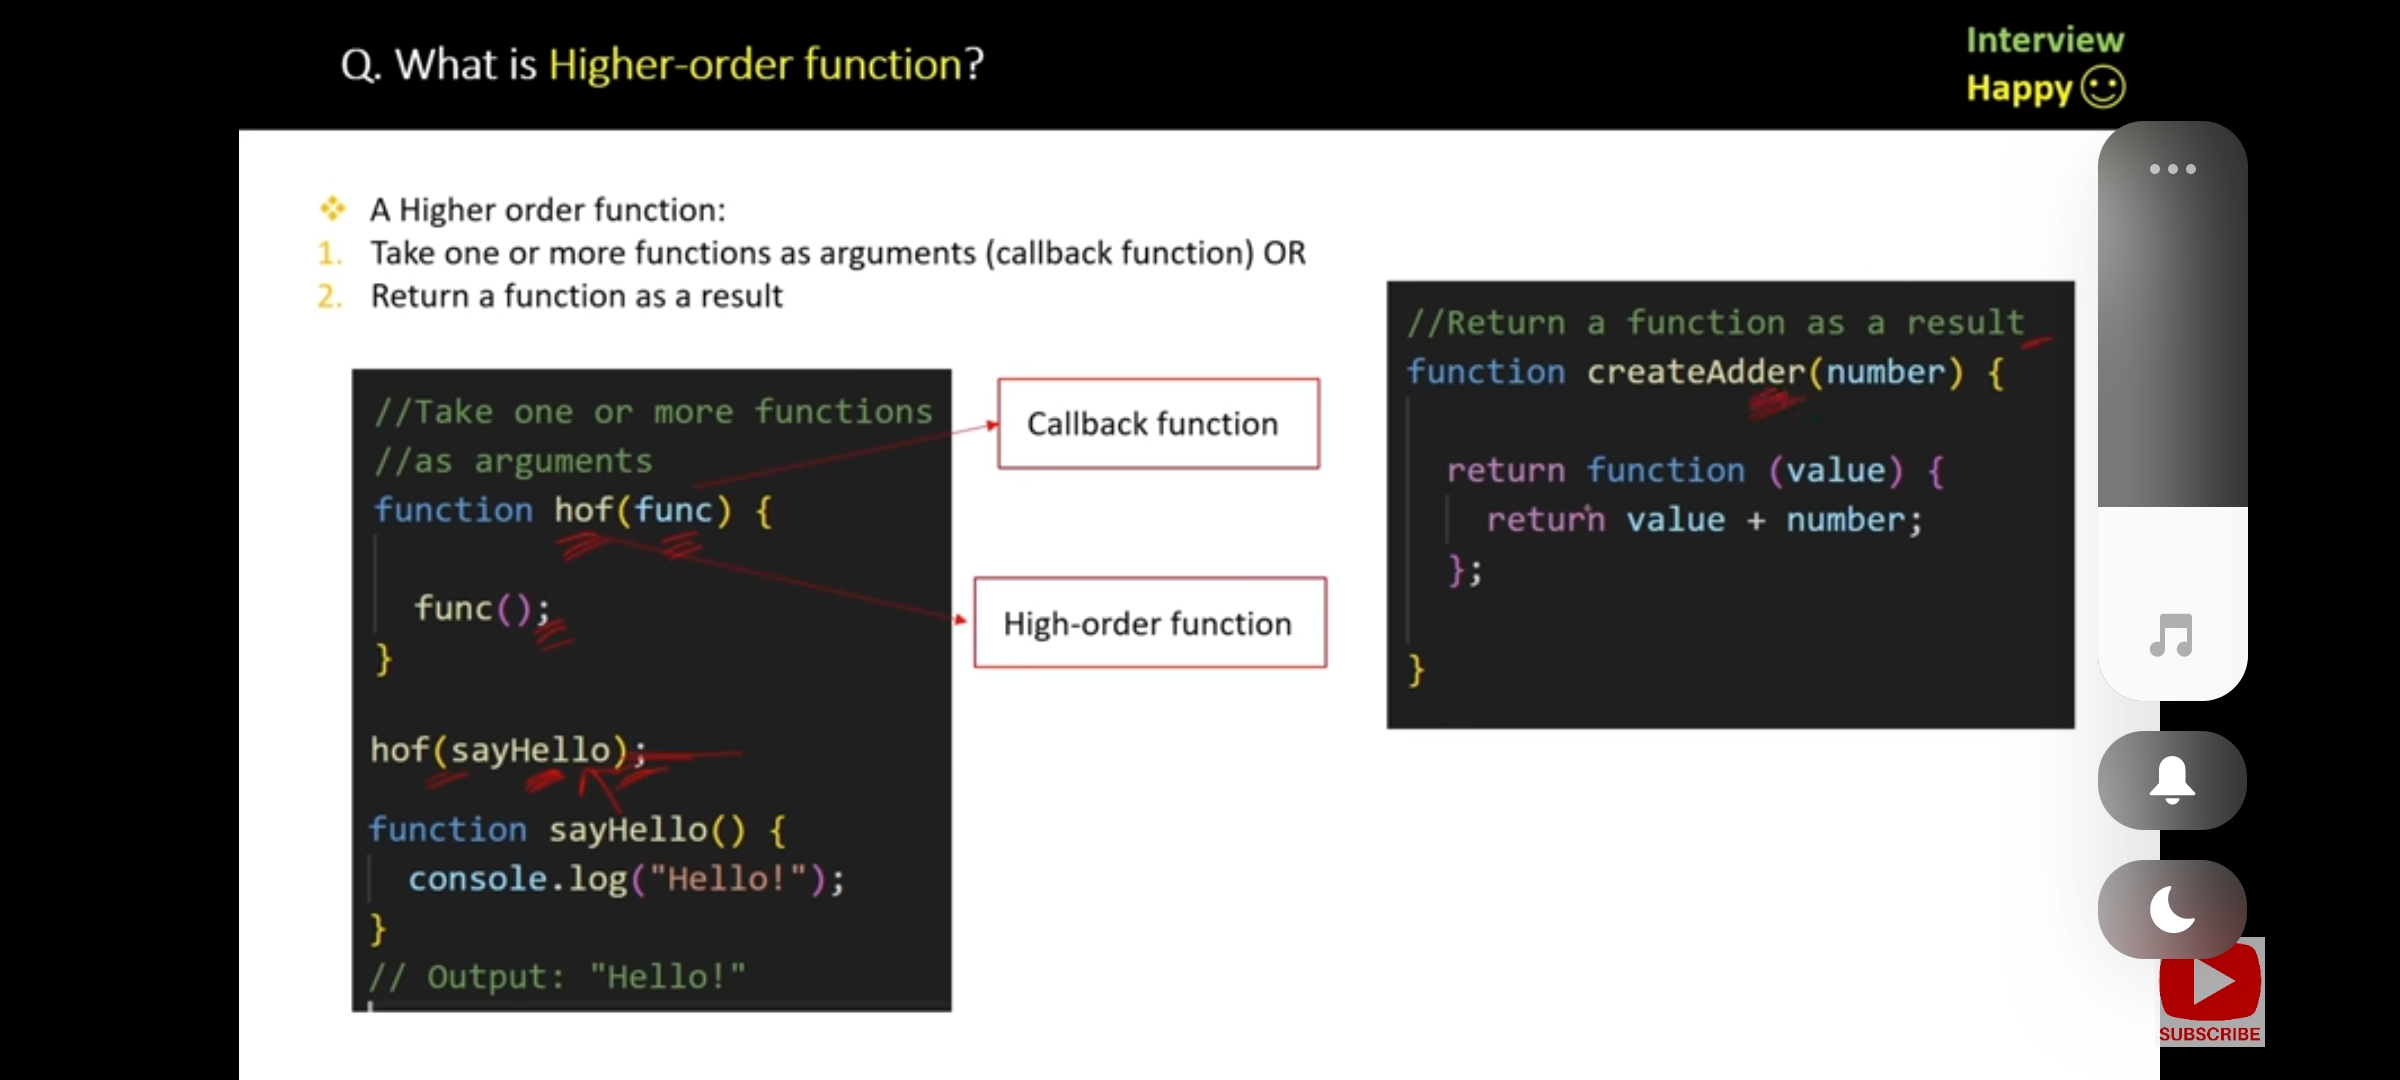 Q. What is Higher-order function?
Interview
Happy
❖ A Higher order function:
1. Take one or more functions as arguments (callback function) OR
2. Return a function as a result
//Take one or more functions
//as arguments
function hof(func) {
func();
}
hof(sayHello);
function sayHello() {
console.log("Hello!");
}
// Output: "Hello!"
Callback function
High-order function
//Return a function as a result
function createAdder(number) {
return function (value) {
return value + number;
};
}
SUBSCRIBE